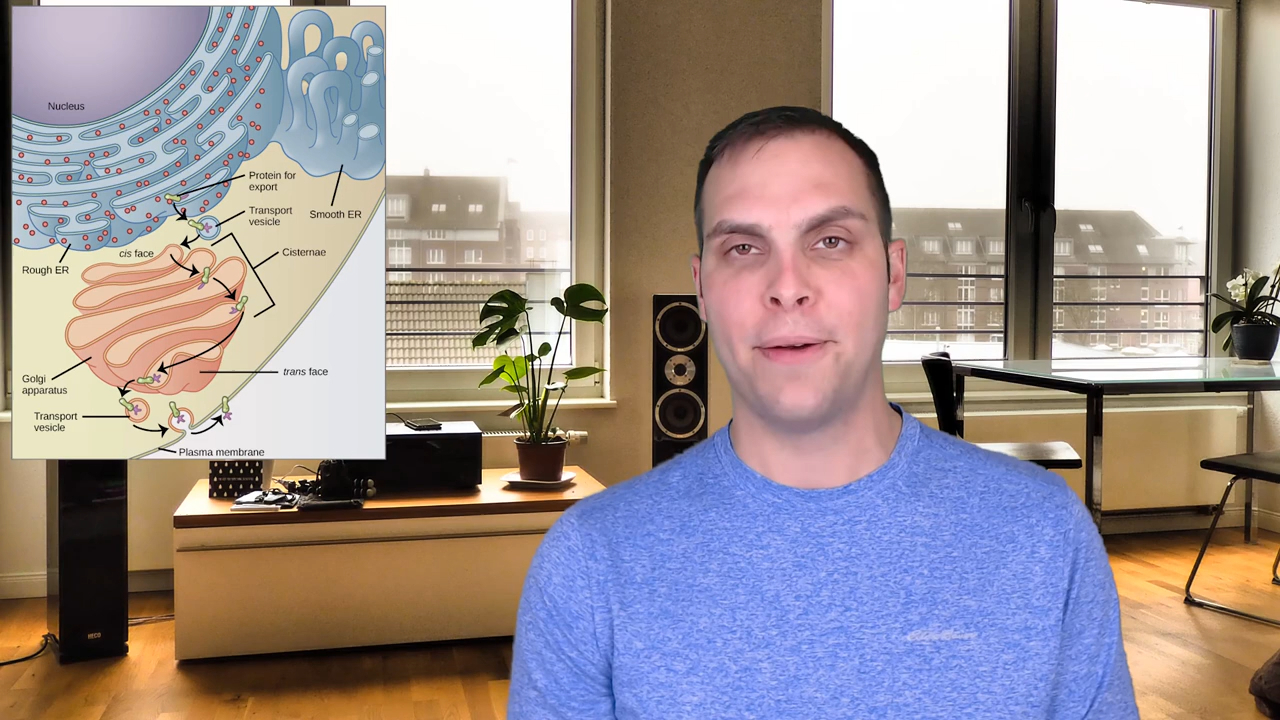 Nucleus
Protein for
export
Transport
vesicle
Smooth ER
cis face
Cisternae
Rough ER
Golgi
apparatus
trans face
Transport
vesicle
Plasma membrane
HECO